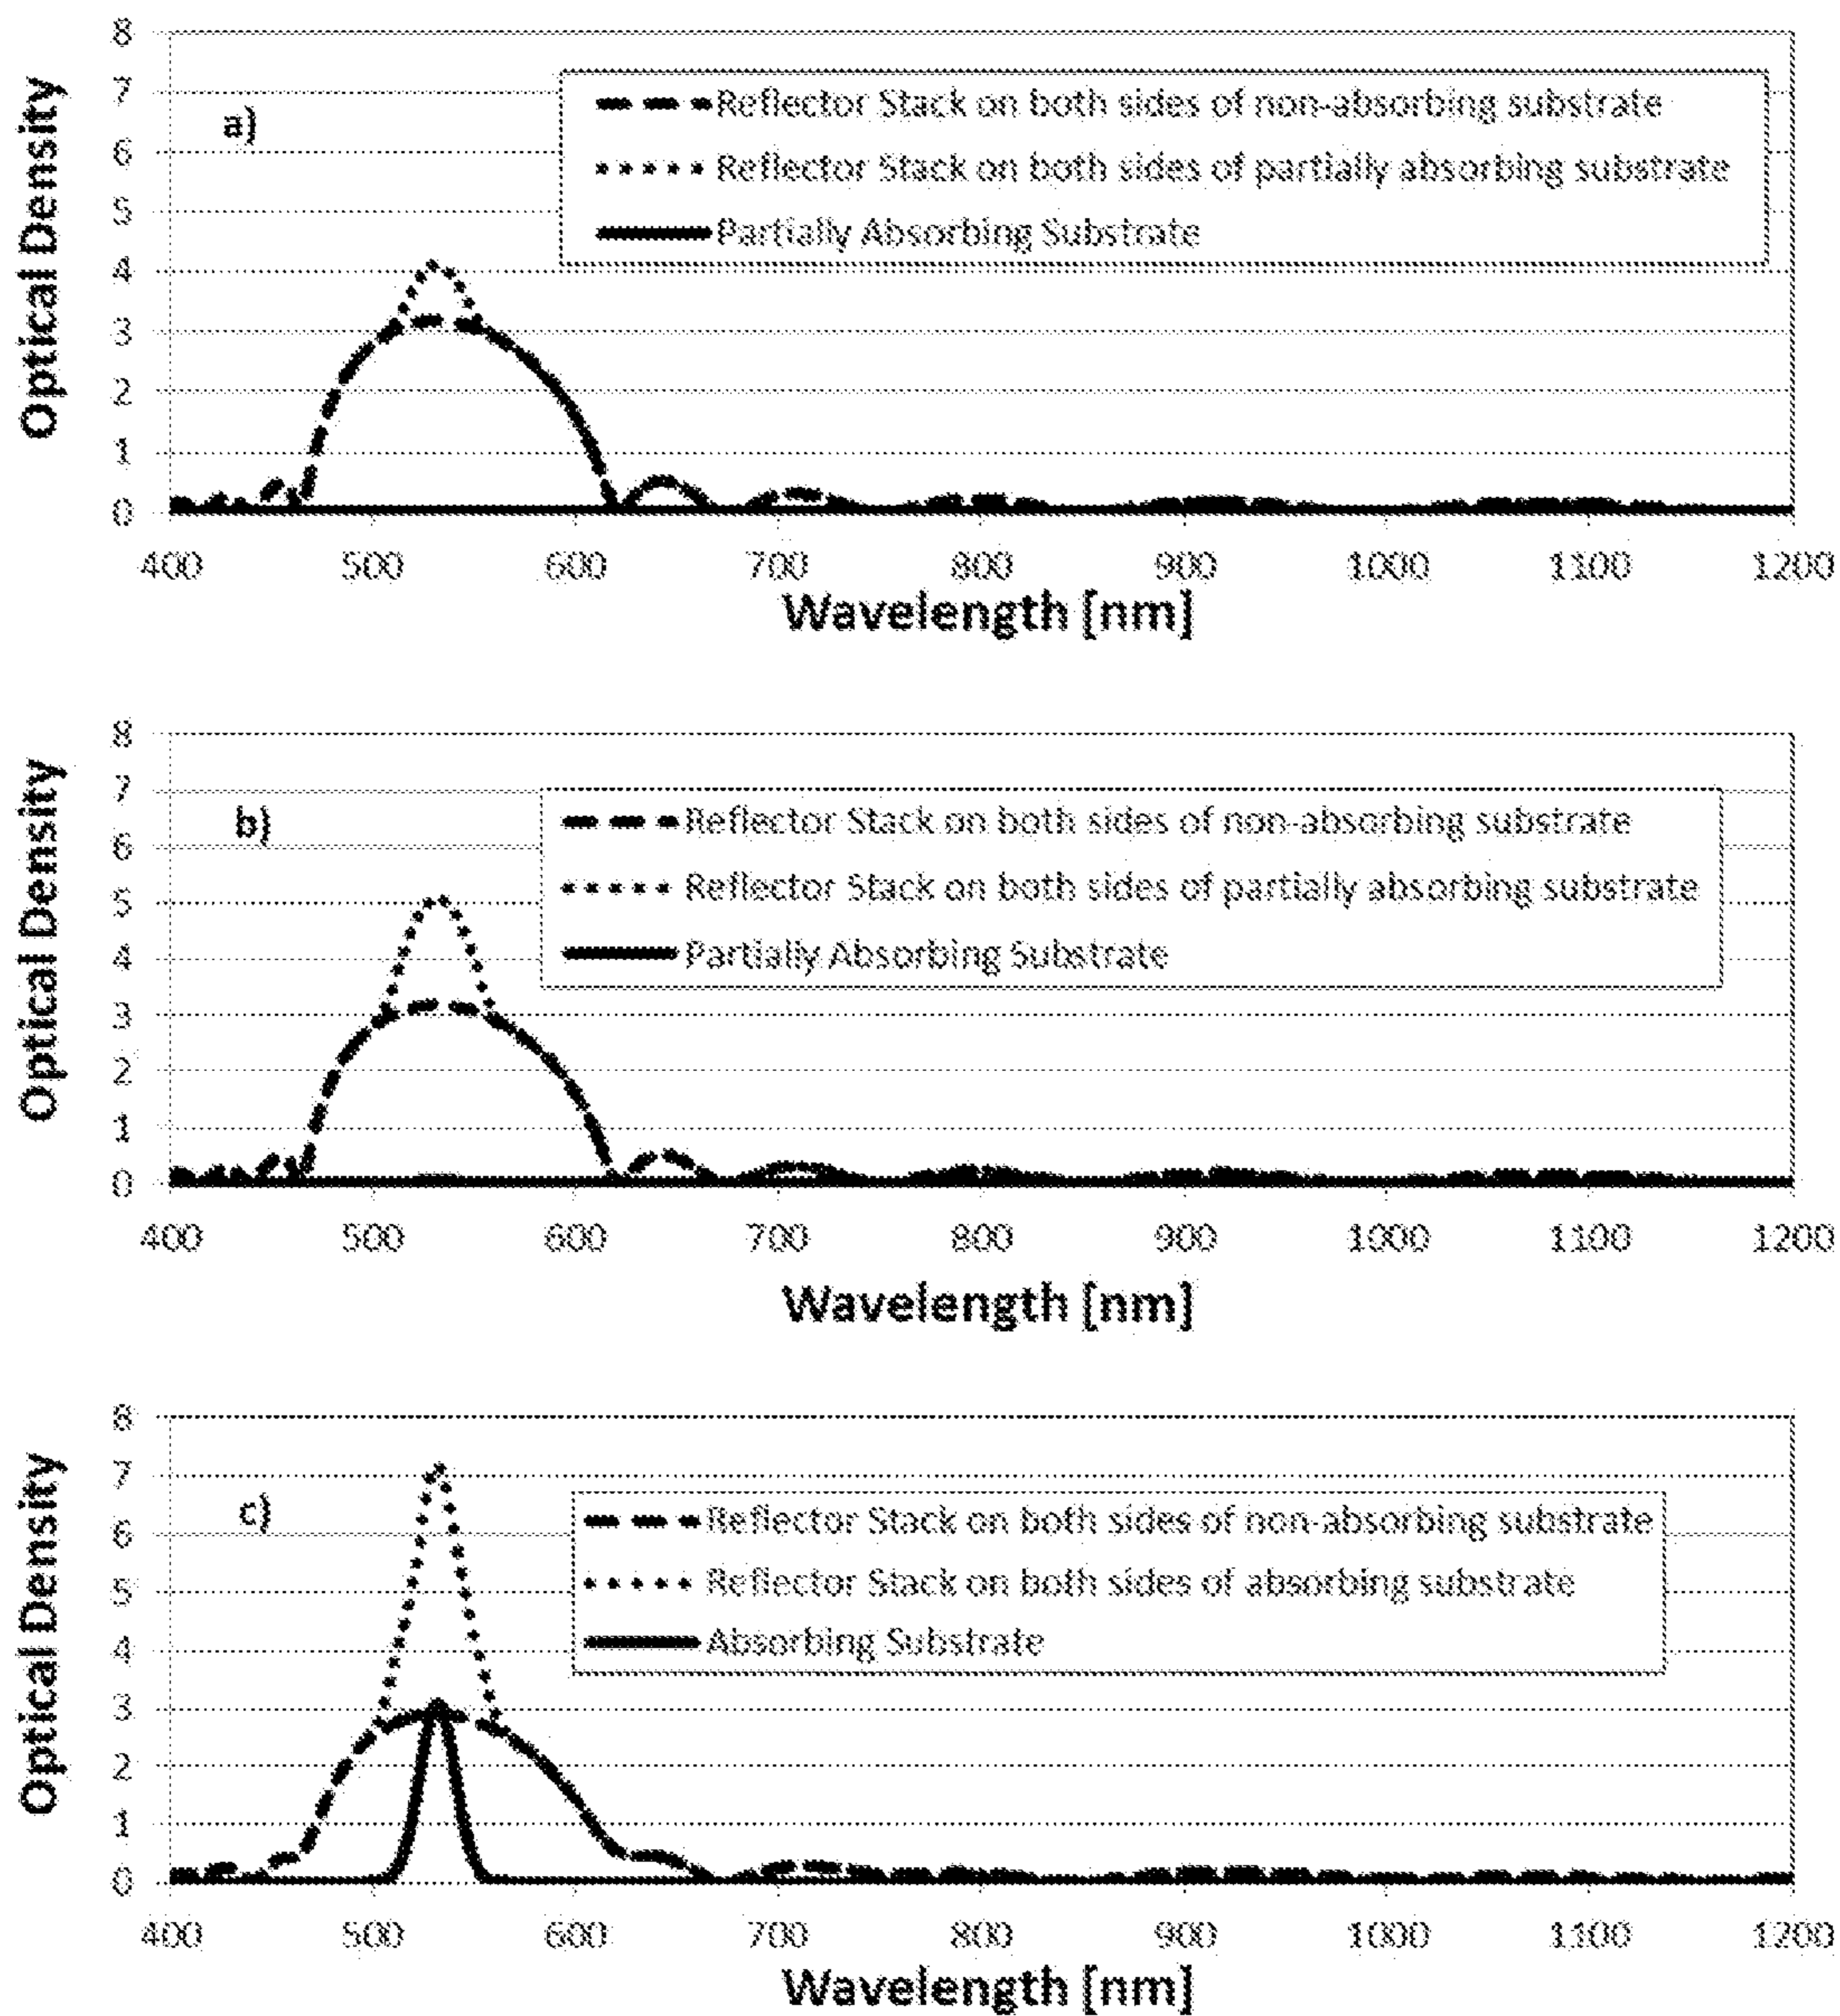 Optical Density
8
7
6
5
4
3
2
1
0
a)
Reflector Stack on both sides of non-absorbing substrate
Reflector Stack on both sides of partially absorbing substrate
Partially Absorbing Substrate
400 500 600 700 800 900 1000 1100 1200
Wavelength [nm]
Optical Density
8
7
6
5
4
3
2
1
0
b)
Reflector Stack on both sides of non-absorbing substrate
Reflector Stack on both sides of partially absorbing substrate
Partially Absorbing Substrate
400 500 600 700 800 900 1000 1100 1200
Wavelength [nm]
Optical Density
8
7
6
5
4
3
2
1
0
c)
Reflector Stack on both sides of non-absorbing substrate
Reflector Stack on both sides of absorbing substrate
Absorbing Substrate
400 500 600 700 800 900 1000 1100 1200
Wavelength [nm]